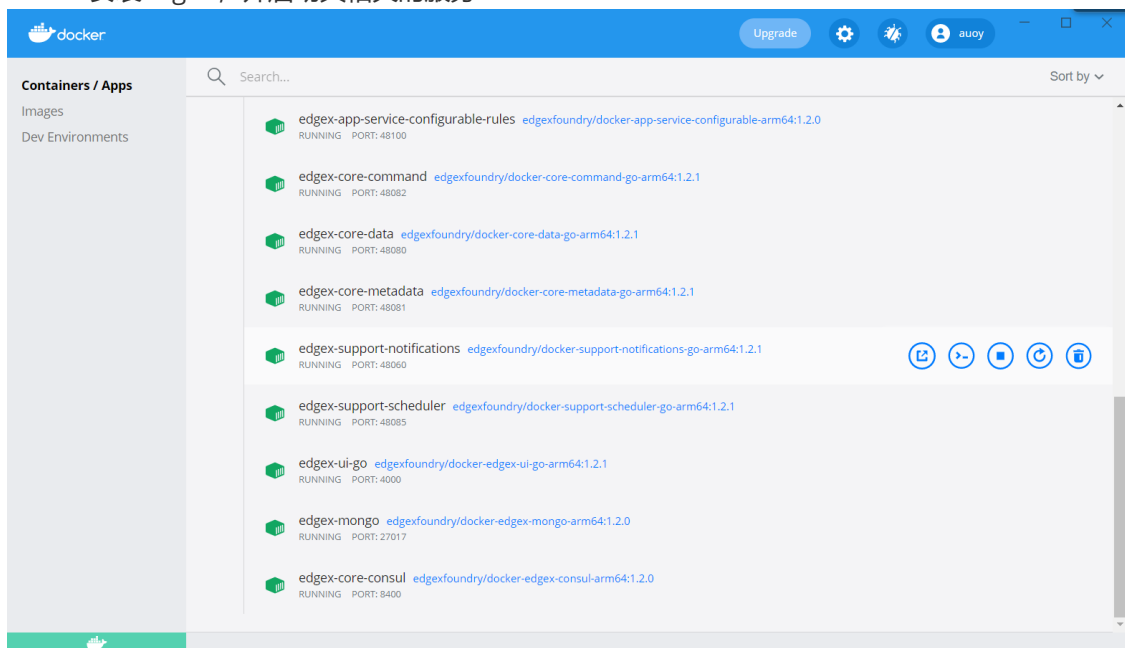 docker
Upgrade
auoy
Containers / Apps
Images
Dev Environments
Search...
Sort by
edgex-app-service-configurable-rules edgexfoundry/docker-app-service-configurable-arm64:1.2.0
RUNNING PORT: 48100
edgex-core-command edgexfoundry/docker-core-command-go-arm64:1.2.1
RUNNING PORT: 48082
edgex-core-data edgexfoundry/docker-core-data-go-arm64:1.2.1
RUNNING PORT: 48080
edgex-core-metadata edgexfoundry/docker-core-metadata-go-arm64:1.2.1
RUNNING PORT: 48081
edgex-support-notifications edgexfoundry/docker-support-notifications-go-arm64:1.2.1
RUNNING PORT: 48060
edgex-support-scheduler edgexfoundry/docker-support-scheduler-go-arm64:1.2.1
RUNNING PORT: 48085
edgex-ui-go edgexfoundry/docker-edgex-ui-go-arm64:1.2.1
RUNNING PORT: 4000
edgex-mongo edgexfoundry/docker-edgex-mongo-arm64:1.2.0
RUNNING PORT: 27017
edgex-core-consul edgexfoundry/docker-edgex-consul-arm64:1.2.0
RUNNING PORT: 8400